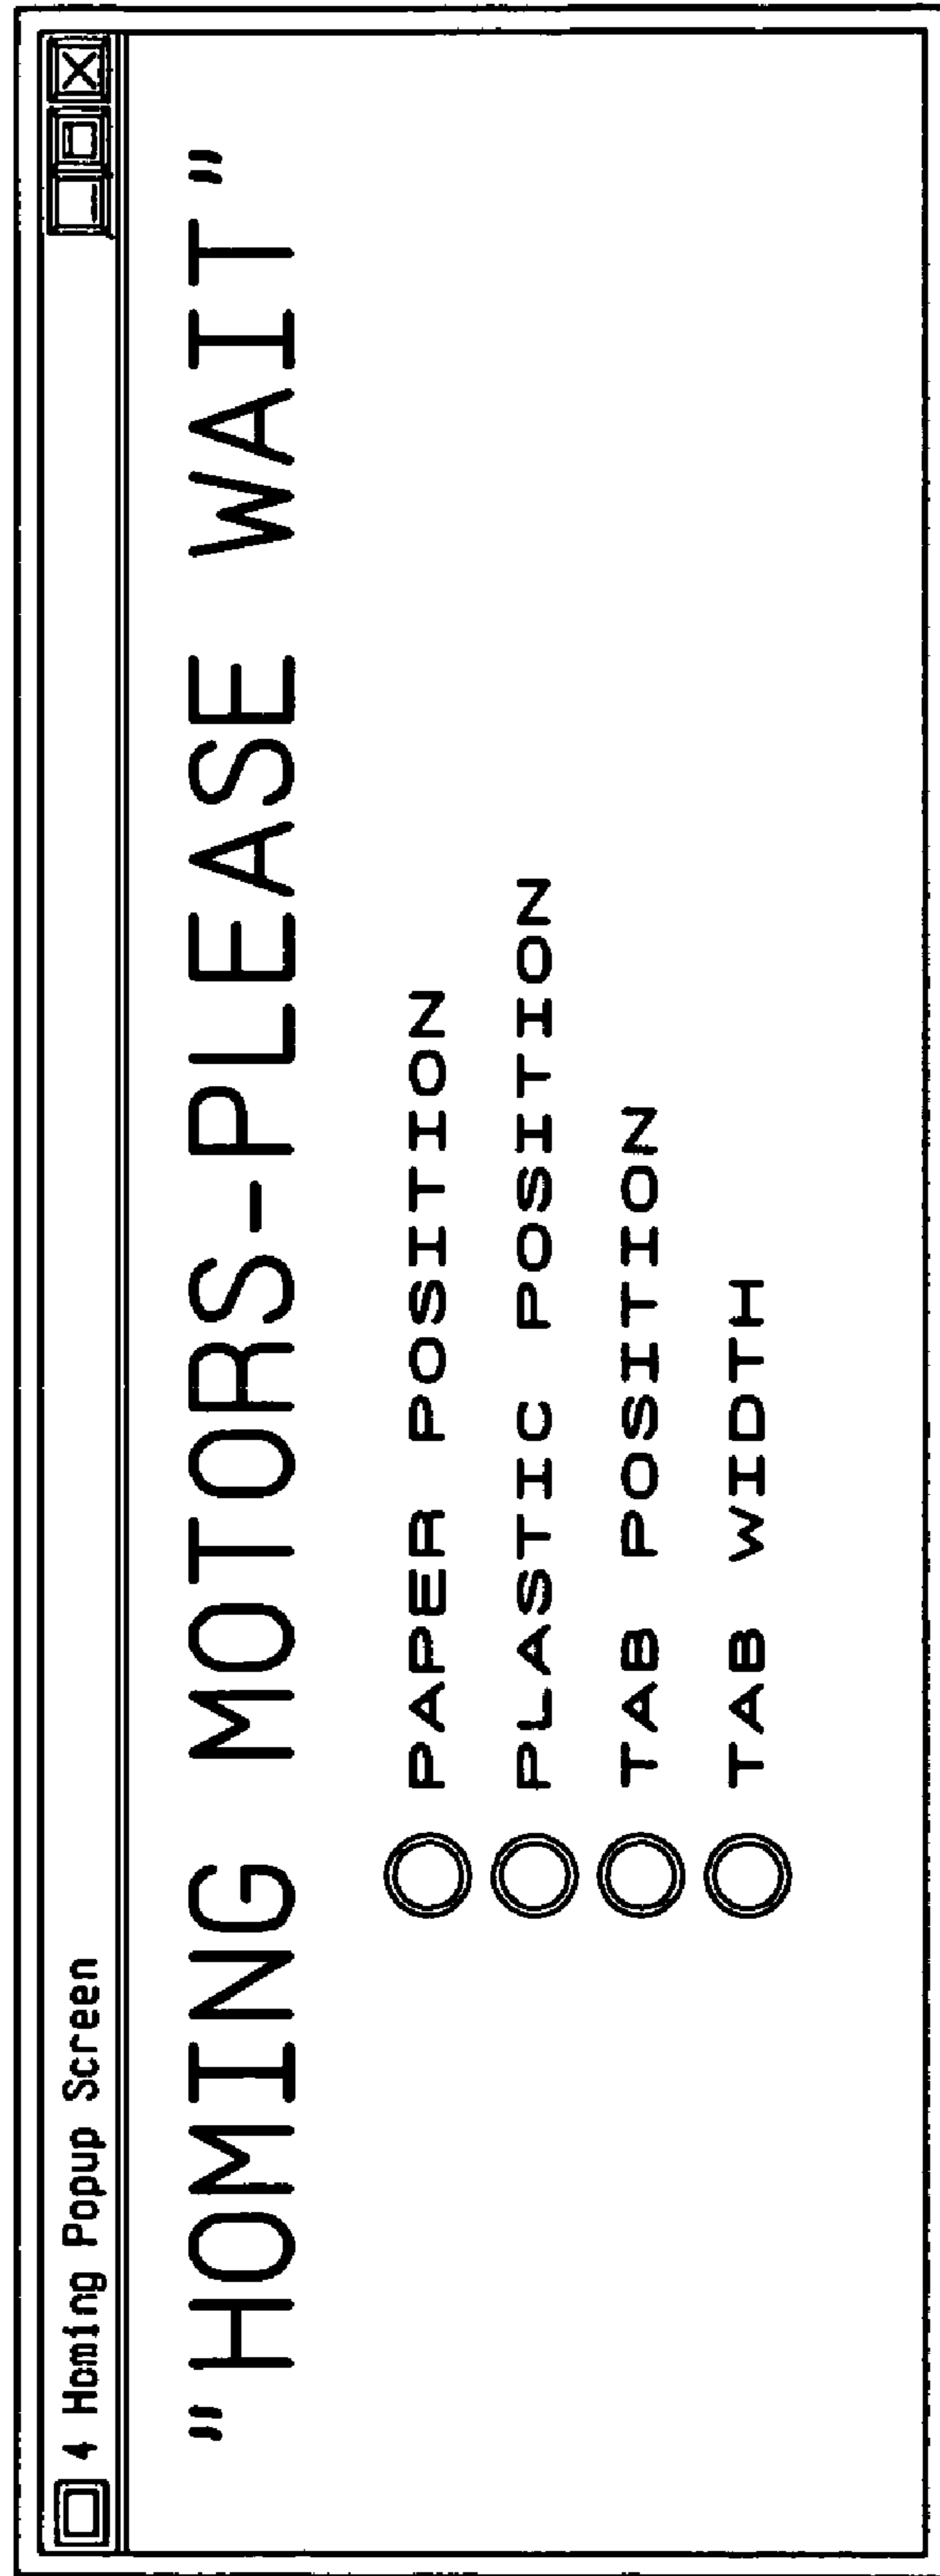 4 Homing Popup Screen
"HOMING MOTORS-PLEASE WAIT"
PAPER POSITION
PLASTIC POSITION
TAB POSITION
TAB WIDTH